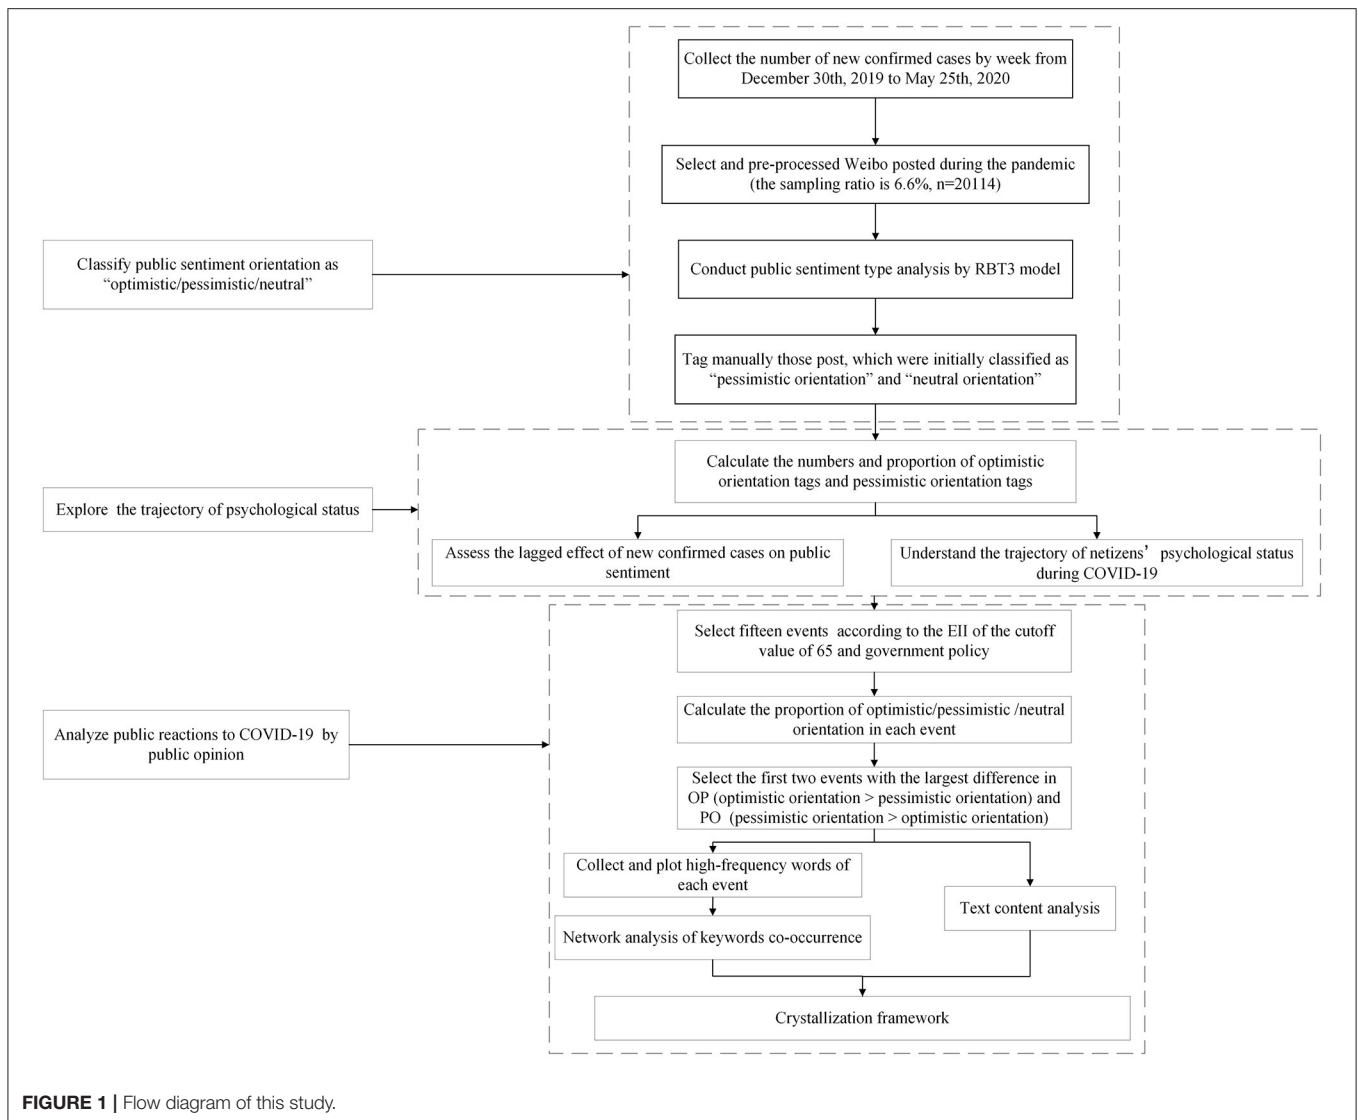 Collect the number of new confirmed cases by week from
December 30th, 2019 to May 25th, 2020
Select and pre-processed Weibo posted during the pandemic
(the sampling ratio is 6.6%, n=20114)
Classify public sentiment orientation as
“optimistic/pessimistic/neutral”
Conduct public sentiment type analysis by RBT3 model
Tag manually those post, which were initially classified as
“pessimistic orientation” and “neutral orientation”
Calculate the numbers and proportion of optimistic
orientation tags and pessimistic orientation tags
Explore the trajectory of psychological status
Assess the lagged effect of new confirmed cases on public
sentiment
Understand the trajectory of netizens’ psychological status
during COVID-19
Select fifteen events according to the EII of the cutoff
value of 65 and government policy
Calculate the proportion of optimistic/pessimistic /neutral
orientation in each event
Analyze public reactions to COVID-19 by
public opinion
Select the first two events with the largest difference in
OP (optimistic orientation > pessimistic orientation) and
PO (pessimistic orientation > optimistic orientation)
Collect and plot high-frequency words of
each event
Text content analysis
Network analysis of keywords co-occurrence
Crystallization framework
FIGURE 1 | Flow diagram of this study.